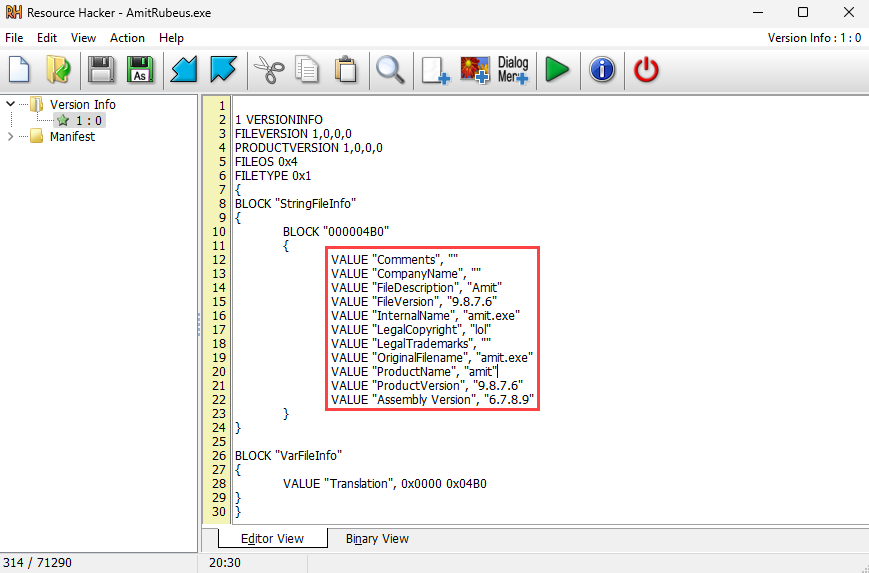 Resource Hacker - AmitRubeus.exe
File Edit View Action Help
Version Info : 1 : 0
As
Dialog
Menu
Version Info
1 : 0
Manifest
1
2 1 VERSIONINFO
3 FILEVERSION 1,0,0,0
4 PRODUCTVERSION 1,0,0,0
5 FILEOS 0x4
6 FILETYPE 0x1
7 {
8 BLOCK "StringFileInfo"
9 {
10 BLOCK "000004B0"
11 {
12 VALUE "Comments", ""
13 VALUE "CompanyName", ""
14 VALUE "FileDescription", "Amit"
15 VALUE "FileVersion", "9.8.7.6"
16 VALUE "InternalName", "amit.exe"
17 VALUE "LegalCopyright", "lol"
18 VALUE "LegalTrademarks", ""
19 VALUE "OriginalFilename", "amit.exe"
20 VALUE "ProductName", "amit"
21 VALUE "ProductVersion", "9.8.7.6"
22 VALUE "Assembly Version", "6.7.8.9"
23 }
24 }
25
26 BLOCK "VarFileInfo"
27 {
28 VALUE "Translation", 0x0000 0x04B0
29 }
30 }
Editor View Binary View
314 / 71290 20:30